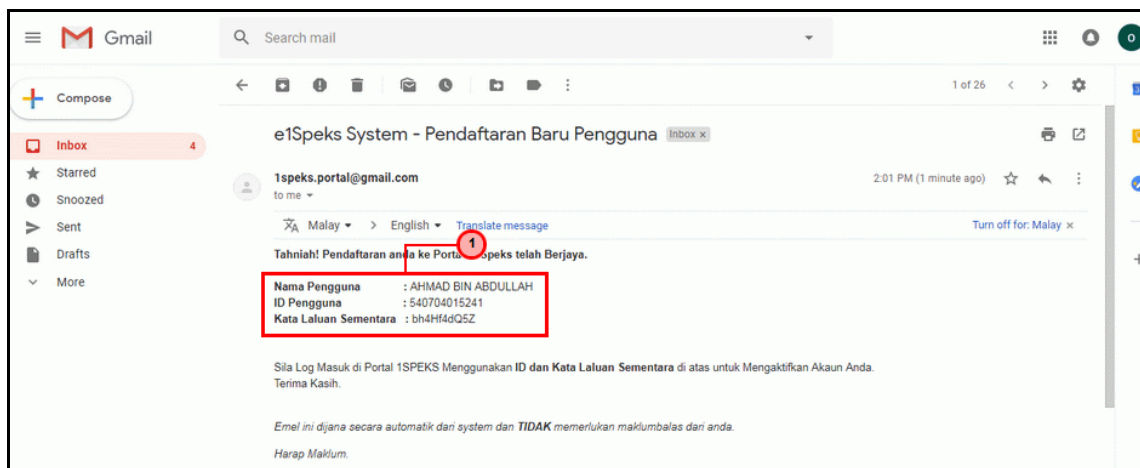 Gmail
Search mail
Compose
1 of 26
Inbox 4
Starred
Snoozed
Sent
Drafts
More
e1Speks System - Pendaftaran Baru Pengguna Inbox x
1speks.portal@gmail.com
2:01 PM (1 minute ago)
to me
Malay > English Translate message
Turn off for: Malay x
1
Tahniah! Pendaftaran anda ke Portal speks telah Berjaya.
Nama Pengguna : AHMAD BIN ABDULLAH
ID Pengguna : 540704015241
Kata Laluan Sementara : bh4Hf4dQ5Z
Sila Log Masuk di Portal 1SPEKS Menggunakan ID dan Kata Laluan Sementara di atas untuk Mengaktifkan Akaun Anda.
Terima Kasih.
Emel ini dijana secara automatik dari system dan TIDAK memerlukan maklumbalas dari anda.
Harap Maklum.